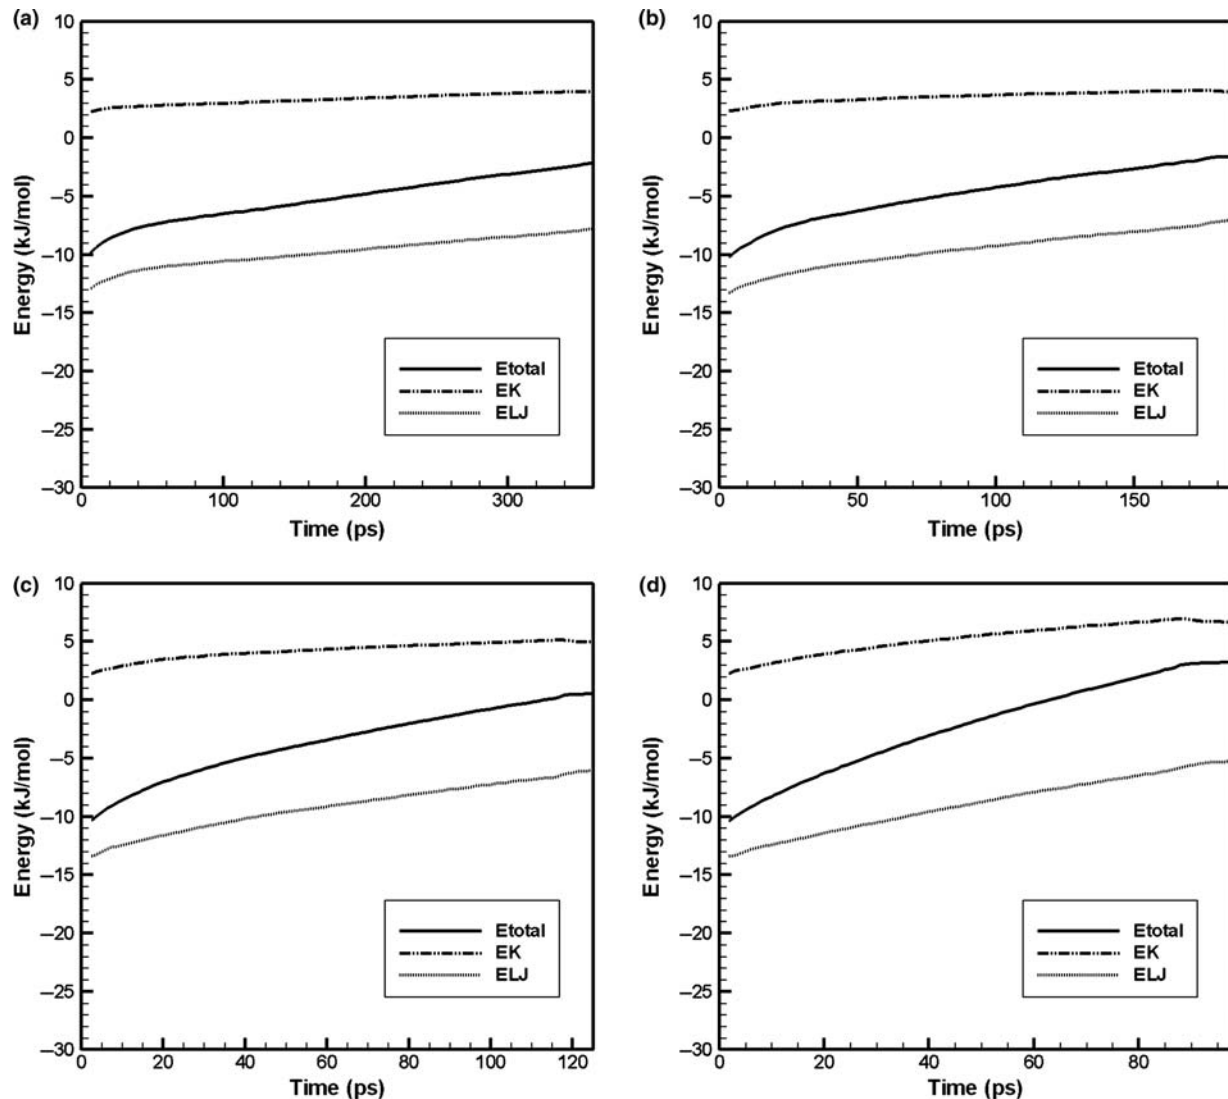 (a)
10
5
0
–5
–10
–15
–20
–25
–30
Energy (kJ/mol)
Etotal
EK
ELJ
0 100 200 300
Time (ps)
(b)
10
5
0
–5
–10
–15
–20
–25
–30
Energy (kJ/mol)
Etotal
EK
ELJ
0 50 100 150
Time (ps)
(c)
10
5
0
–5
–10
–15
–20
–25
–30
Energy (kJ/mol)
Etotal
EK
ELJ
0 20 40 60 80 100 120
Time (ps)
(d)
10
5
0
–5
–10
–15
–20
–25
–30
Energy (kJ/mol)
Etotal
EK
ELJ
0 20 40 60 80
Time (ps)